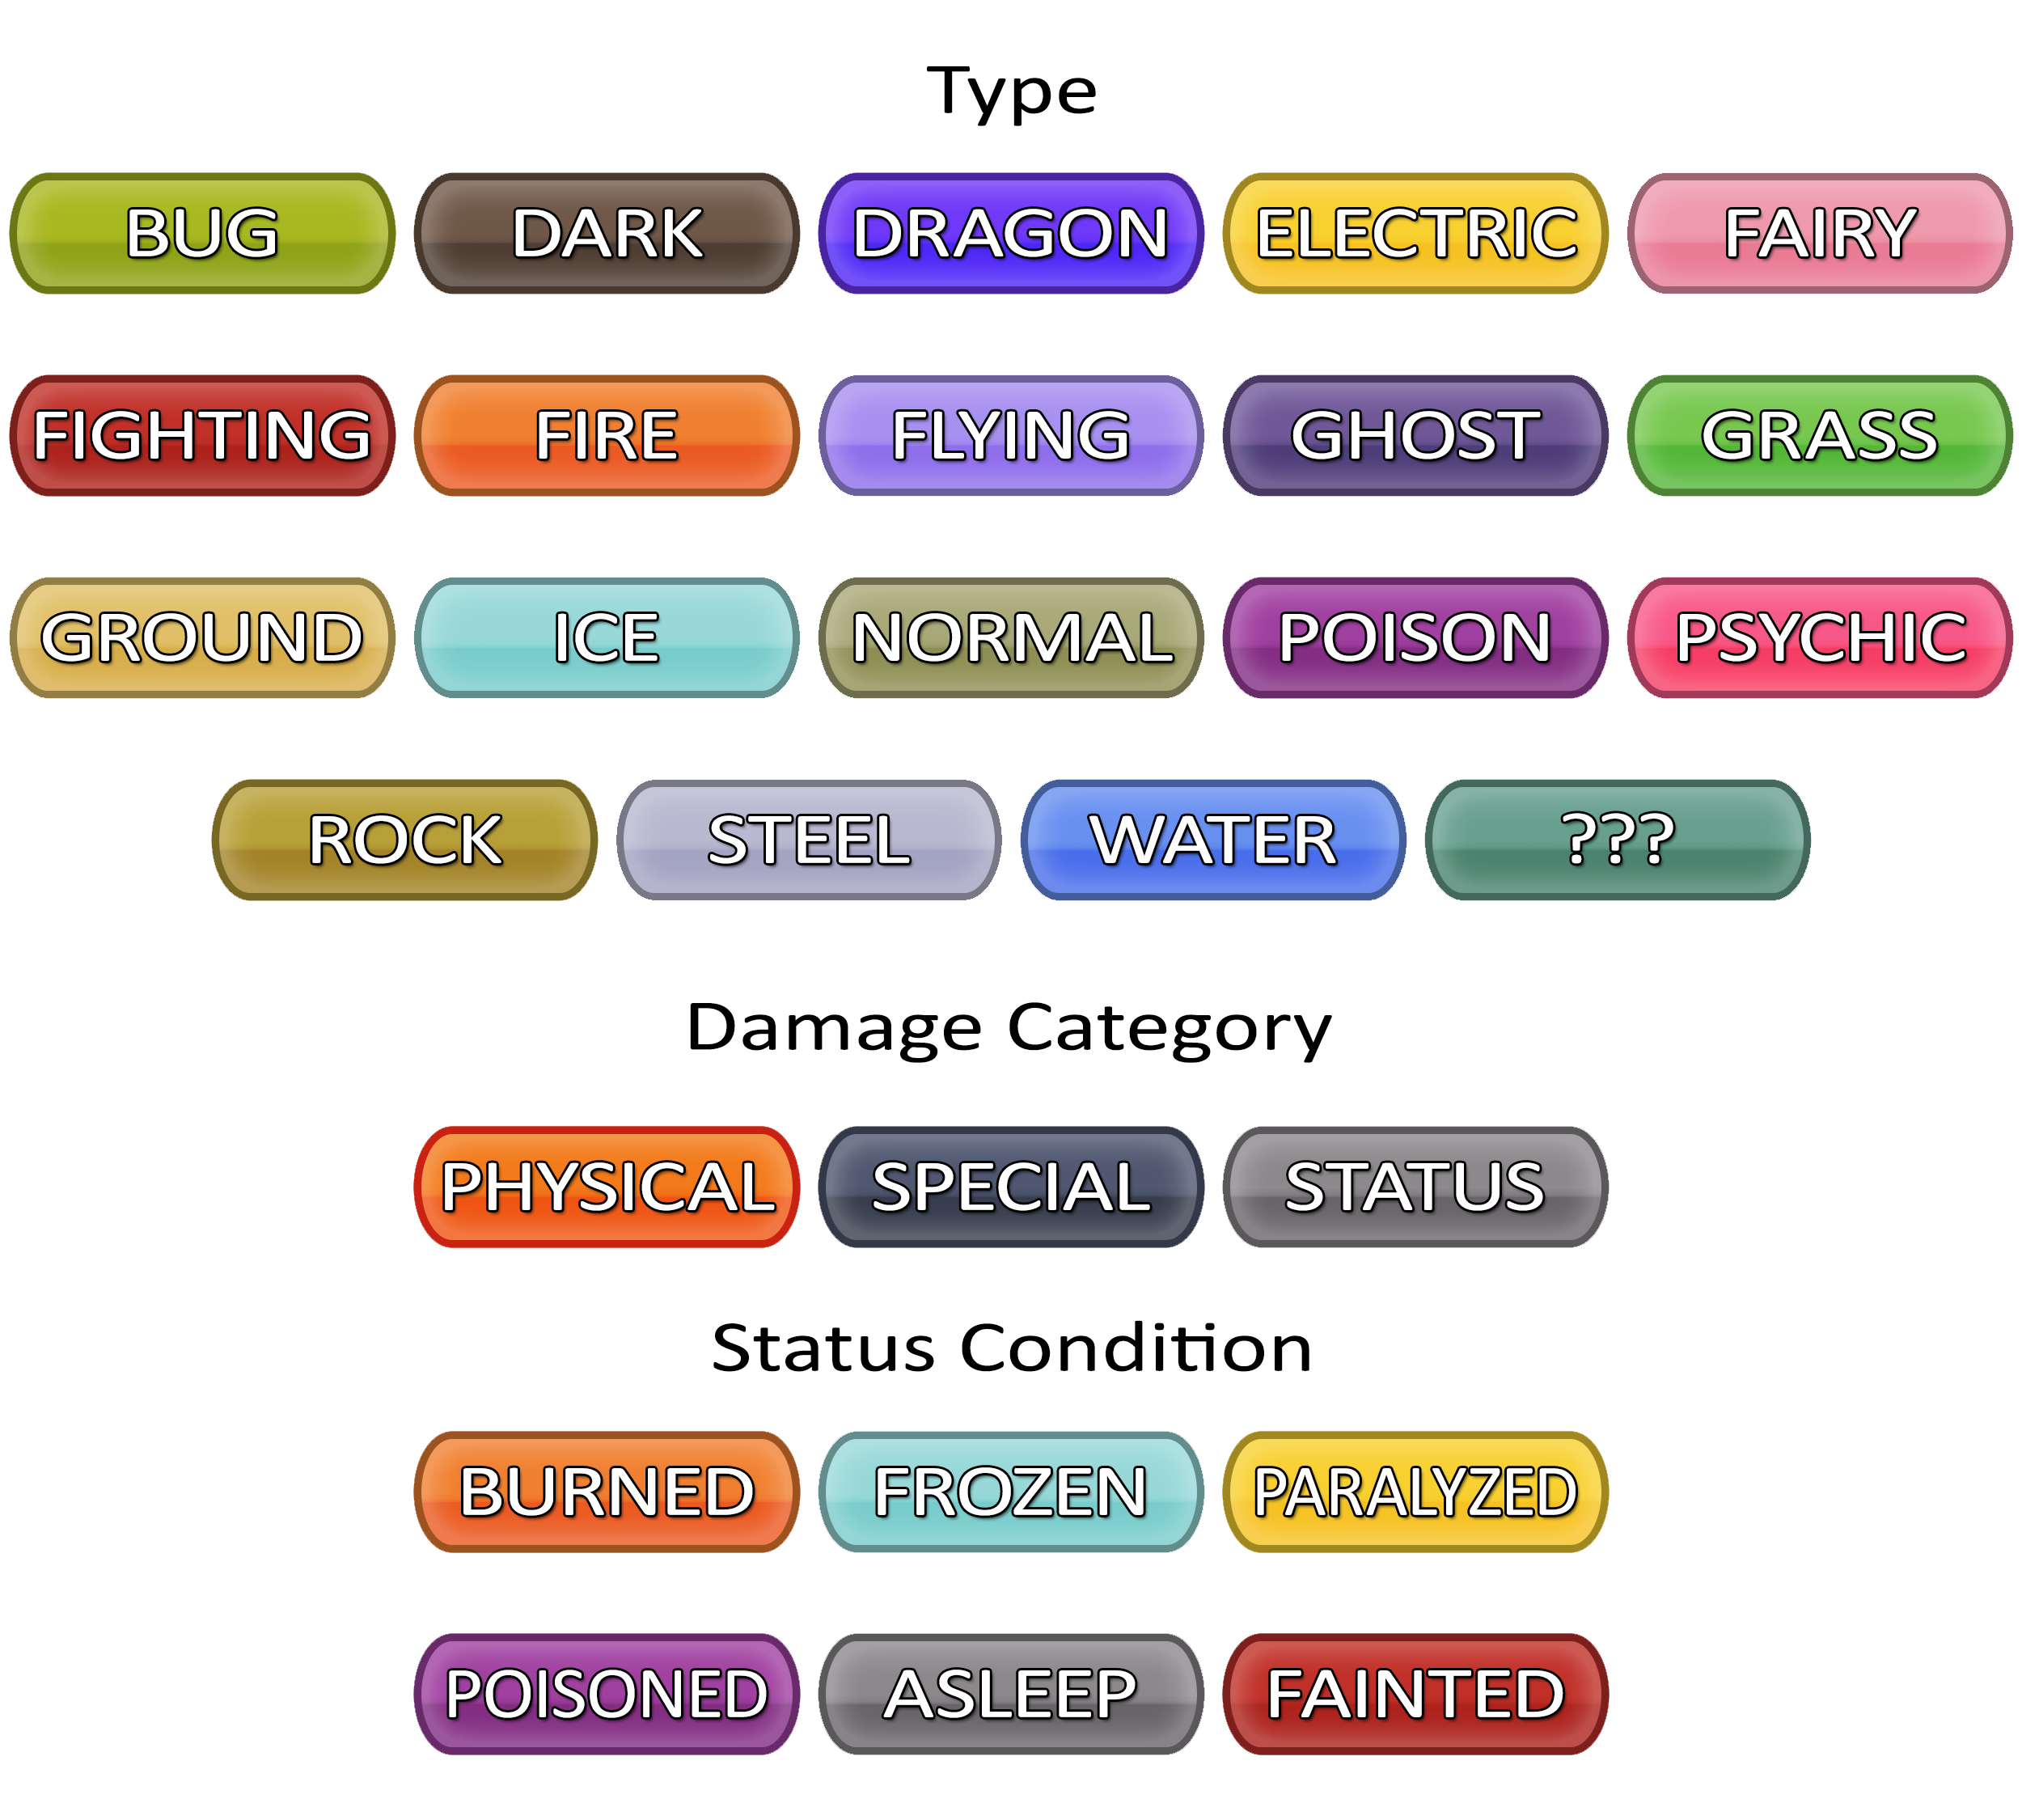 Type
BUG DARK DRAGON ELECTRIC FAIRY
FIGHTING FIRE FLYING GHOST GRASS
GROUND ICE NORMAL POISON PSYCHIC
ROCK STEEL WATER ???
Damage Category
PHYSICAL SPECIAL STATUS
Status Condition
BURNED FROZEN PARALYZED
POISONED ASLEEP FAINTED